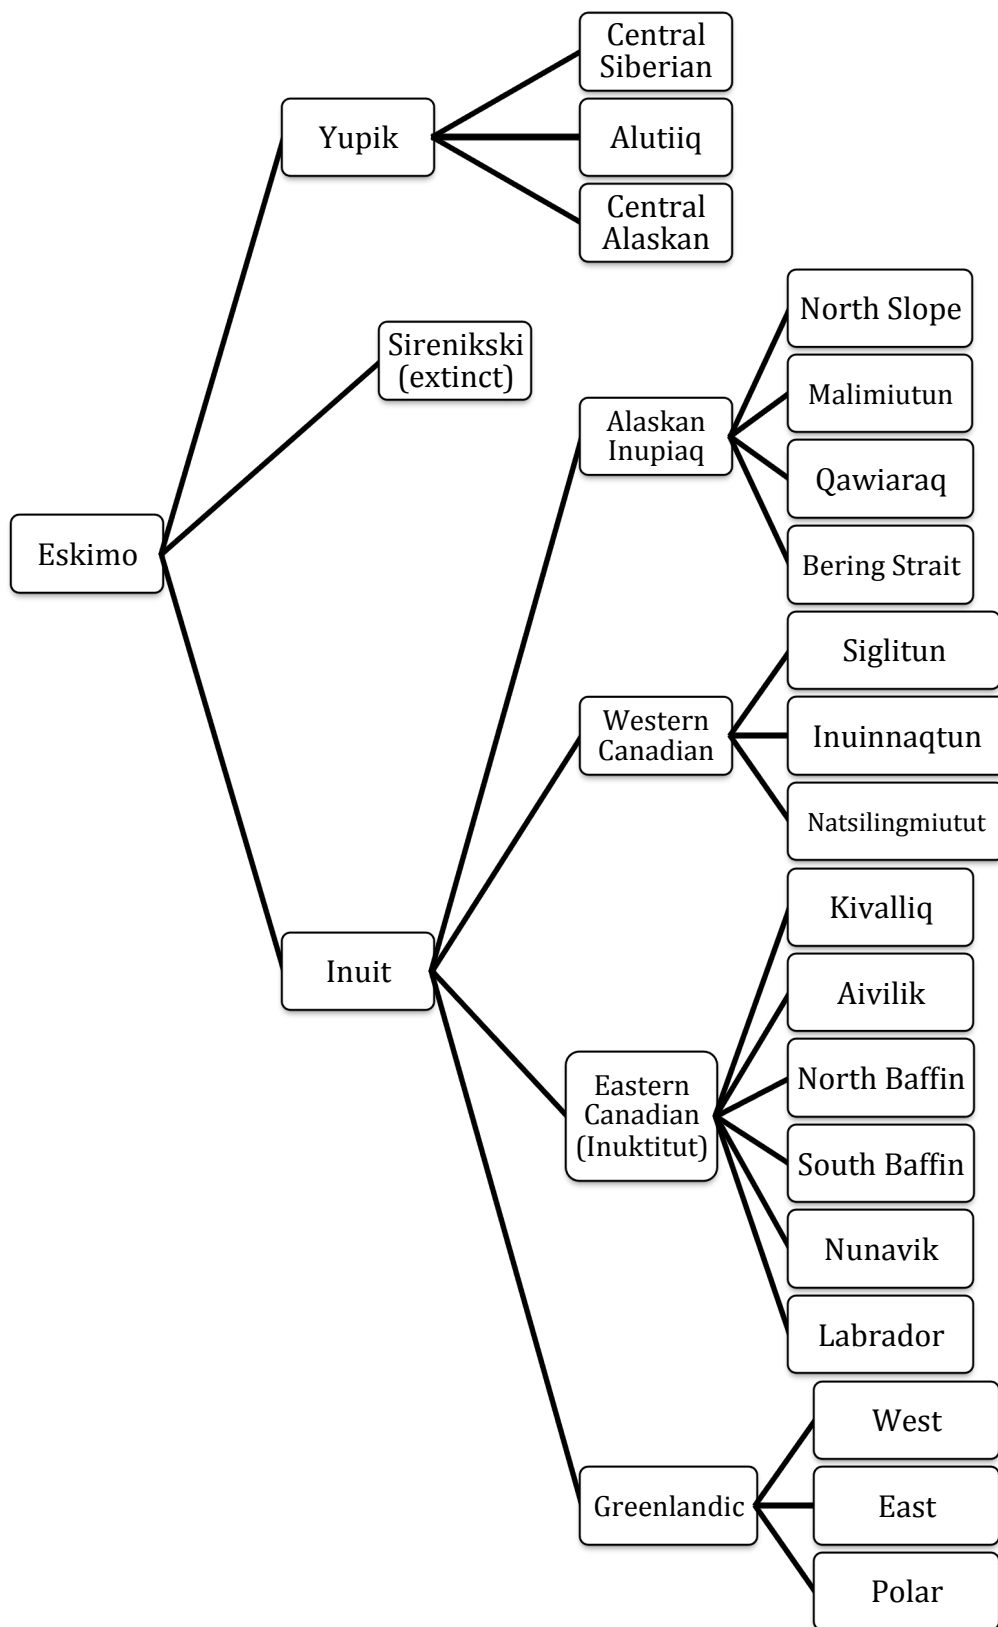 Central
Siberian
Yupik
Alutiiq
Central
Alaskan
North Slope
Sirenikski
(extinct)
Malimiutun
Alaskan
Inupiaq
Qawiaraq
Eskimo
Bering Strait
Siglitun
Western
Canadian
Inuinnaqtun
Natsilingmiutut
Kivalliq
Inuit
Aivilik
North Baffin
Eastern
Canadian
(Inuktitut)
South Baffin
Nunavik
Labrador
West
Greenlandic
East
Polar